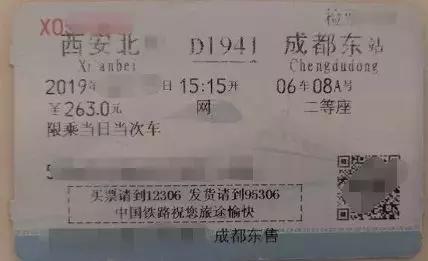 XO
检
西安北 D1941 成都东站
Xi anbei Chengdudong
2019年 日 15:15开 06车08A号
￥263.0元 网 二等座
限乘当日当次车
5
买票请到12306 发货请到95306
中国铁路祝您旅途愉快
成都东售